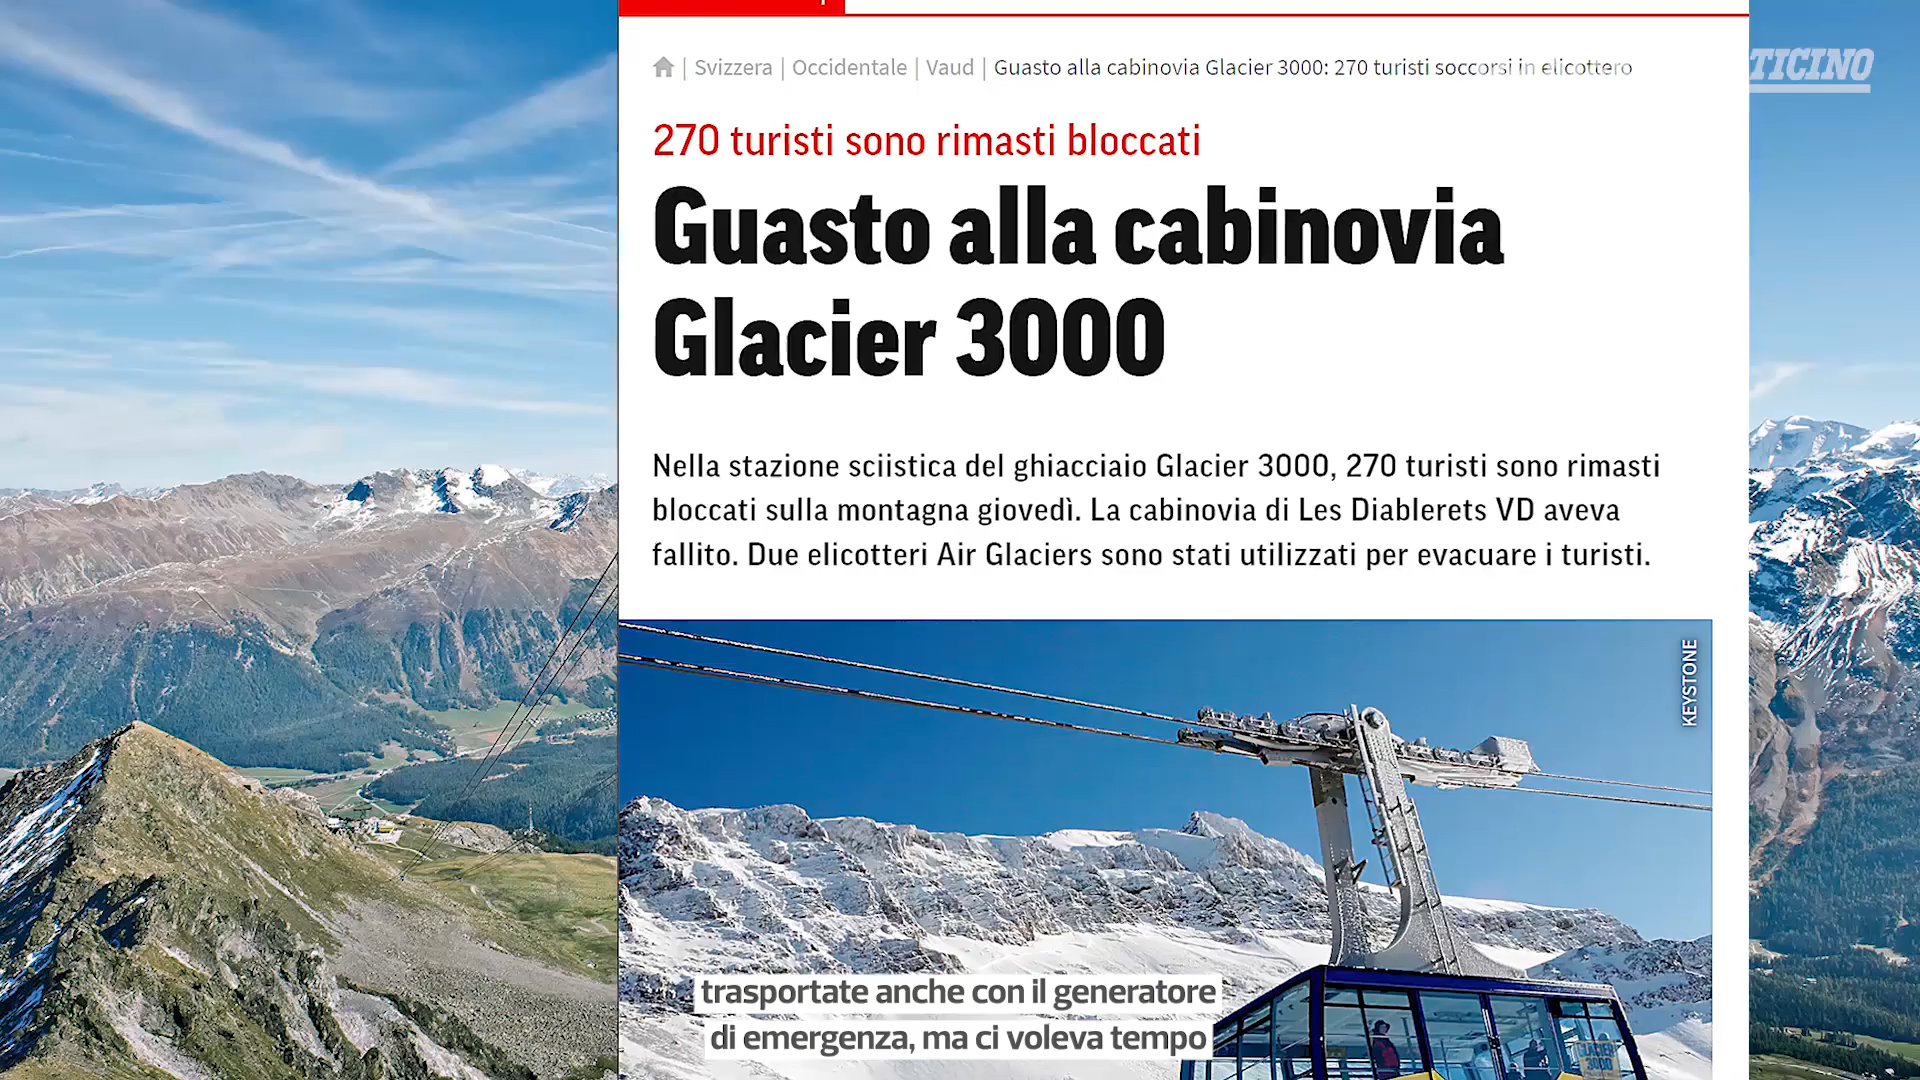 | Svizzera | Occidentale | Vaud | Guasto alla cabinovia Glacier 3000: 270 turisti soccorsi in elicottero
TICINO
270 turisti sono rimasti bloccati
Guasto alla cabinovia
Glacier 3000
Nella stazione sciistica del ghiacciaio Glacier 3000, 270 turisti sono rimasti
bloccati sulla montagna giovedì. La cabinovia di Les Diablerets VD aveva
fallito. Due elicotteri Air Glaciers sono stati utilizzati per evacuare i turisti.
KEYSTONE
trasportate anche con il generatore
di emergenza, ma ci voleva tempo
GLACIER
3000